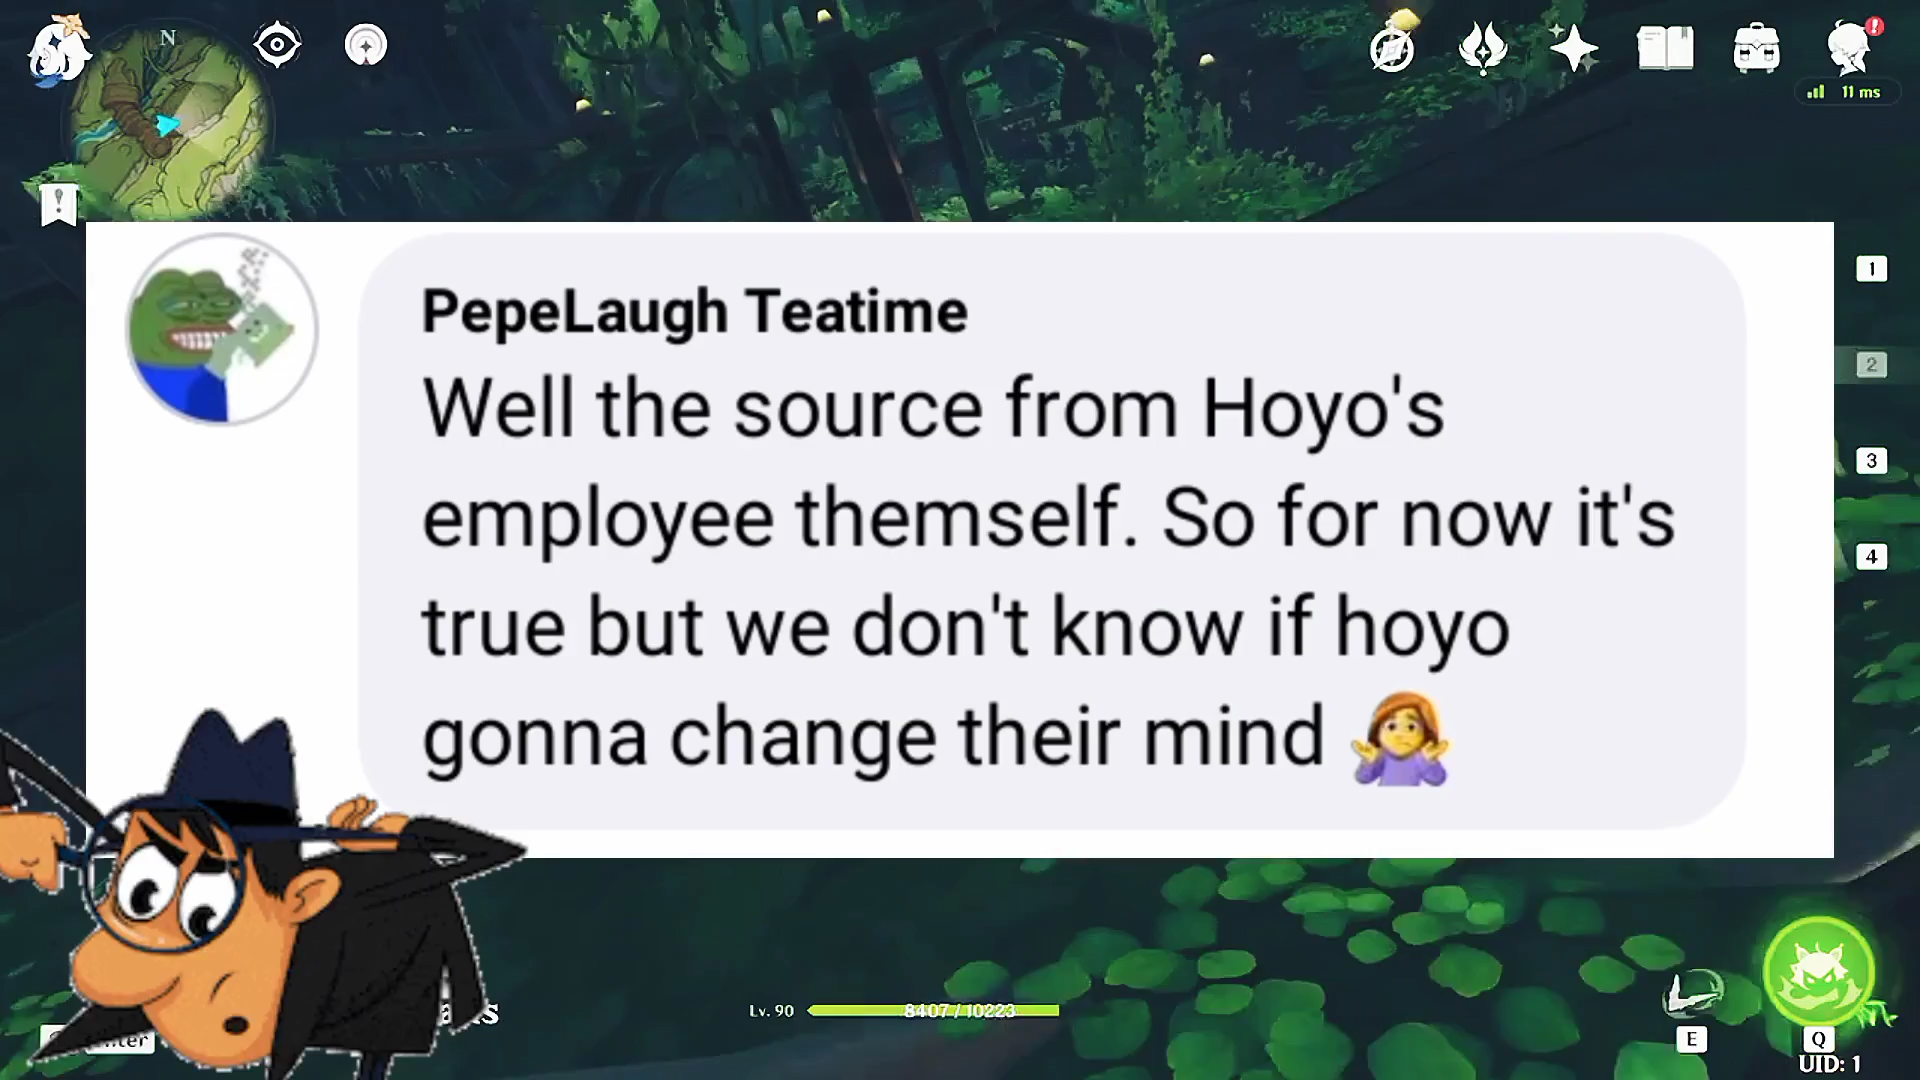 N
11 ms
1
PepeLaugh Teatime
Well the source from Hoyo's
2
employee themself. So for now it's
3
true but we don't know if hoyo
4
gonna change their mind
Lv. 90
8407 / 10223
E
Q
UID: 1